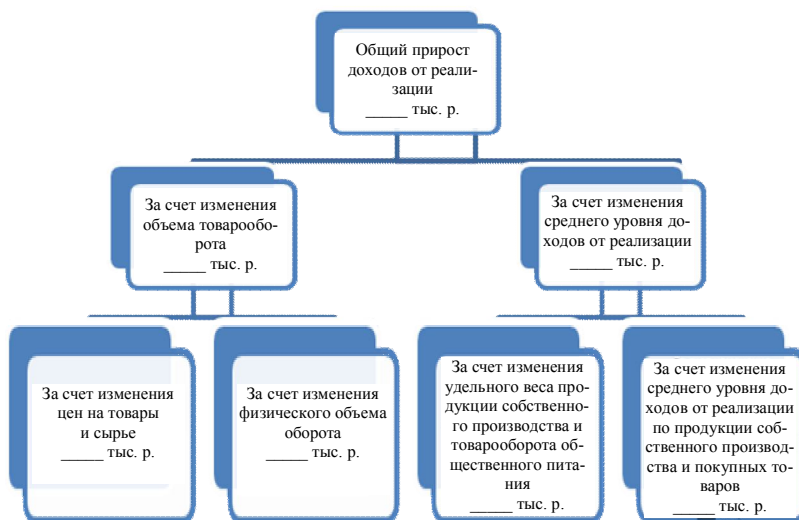 Общий прирост
доходов от реали-
зации
_____ тыс. р.
За счет изменения
объема товарообо-
рота
_____ тыс. р.
За счет изменения
среднего уровня до-
ходов от реализации
_____ тыс. р.
За счет изменения
цен на товары
и сырье
_____ тыс. р.
За счет изменения
физического объема
оборота
_____ тыс. р.
За счет изменения
удельного веса про-
дукции собственно-
го производства и
товарооборота об-
щественного пита-
ния
_____ тыс. р.
За счет изменения
среднего уровня до-
ходов от реализации
по продукции соб-
ственного производ-
ства и покупных то-
варов
_____ тыс. р.